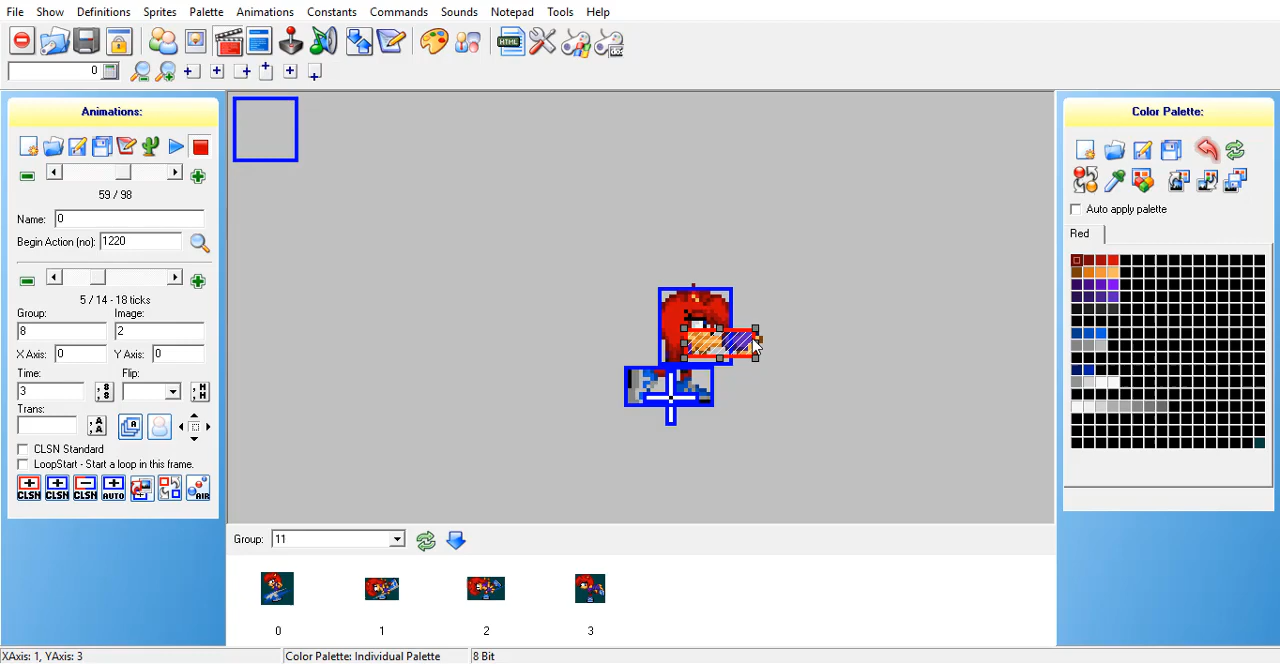 File Show Definitions Sprites Palette Animations Constants Commands Sounds Notepad Tools Help
HTML
0
Animations:
59 / 98
Name: 0
Begin Action (no): 1220
5 / 14 - 18 ticks
Group: Image:
8 2
X Axis: 0 Y Axis: 0
Time: Flip:
3
Trans:
CLSN Standard
LoopStart - Start a loop in this frame.
CLSN CLSN CLSN AUTO AIR
Color Palette:
Auto apply palette
Red
Group: 11
0 1 2 3
XAxis: 1, YAxis: 3 Color Palette: Individual Palette 8 Bit